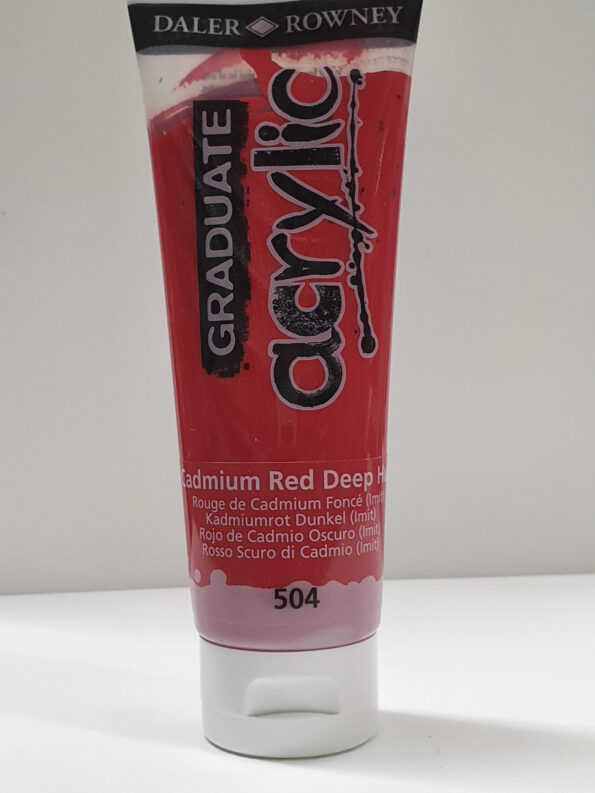 DALER ROWNEY
GRADUATE
acrylic
Cadmium Red Deep H
Rouge de Cadmium Foncé (Imit)
Kadmiumrot Dunkel (Imit)
Rojo de Cadmio Oscuro (Imit)
Rosso Scuro di Cadmio (Imit)
504